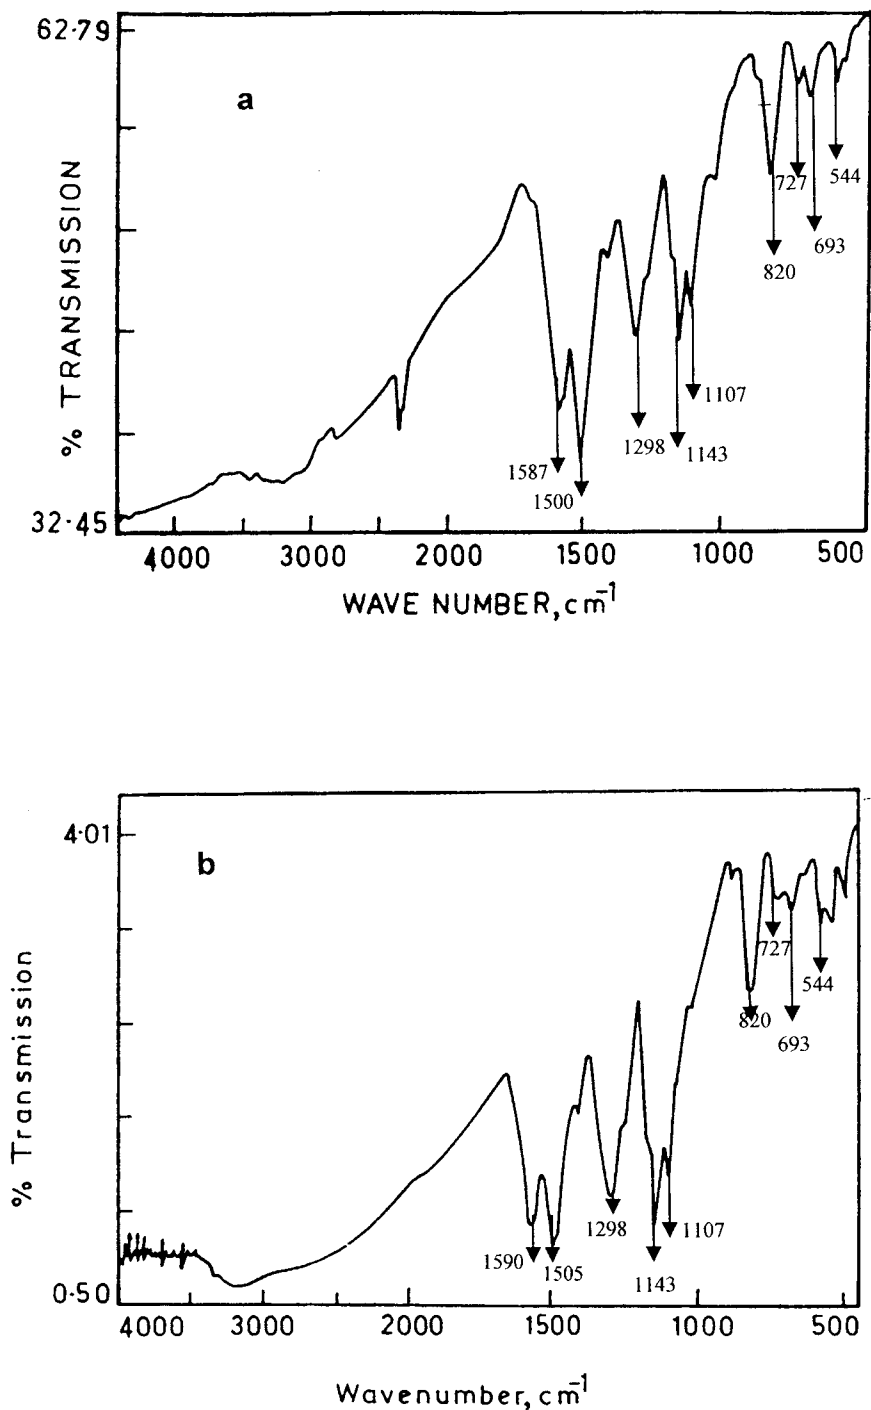 62·79
a
% TRANSMISSION
727
544
693
820
1107
1298
1143
1587
1500
32·45
4000 3000 2000 1500 1000 500
WAVE NUMBER, cm⁻¹
4·01
b
% Transmission
727
544
820
693
1298
1107
1590
1505
1143
0·50
4000 3000 2000 1500 1000 500
Wavenumber, cm⁻¹